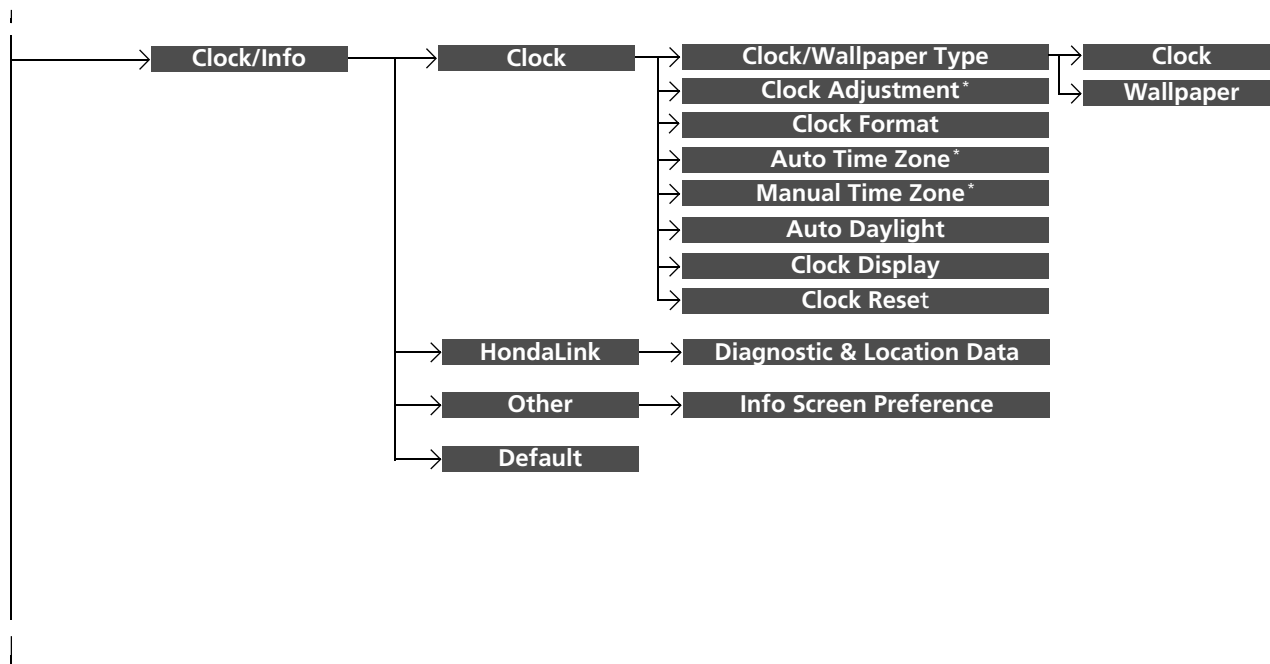 Clock/Info
Clock
Clock/Wallpaper Type
Clock
Wallpaper
Clock Adjustment*
Clock Format
Auto Time Zone*
Manual Time Zone*
Auto Daylight
Clock Display
Clock Reset
HondaLink
Diagnostic & Location Data
Other
Info Screen Preference
Default